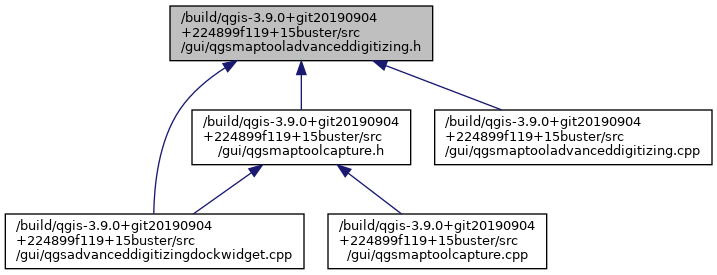 /build/qgis-3.9.0+git20190904
+224899f119+15buster/src
/gui/qgsmaptooladvanceddigitizing.h
/build/qgis-3.9.0+git20190904
+224899f119+15buster/src
/gui/qgsmaptoolcapture.h
/build/qgis-3.9.0+git20190904
+224899f119+15buster/src
/gui/qgsmaptooladvanceddigitizing.cpp
/build/qgis-3.9.0+git20190904
+224899f119+15buster/src
/gui/qgsadvanceddigitizingdockwidget.cpp
/build/qgis-3.9.0+git20190904
+224899f119+15buster/src
/gui/qgsmaptoolcapture.cpp